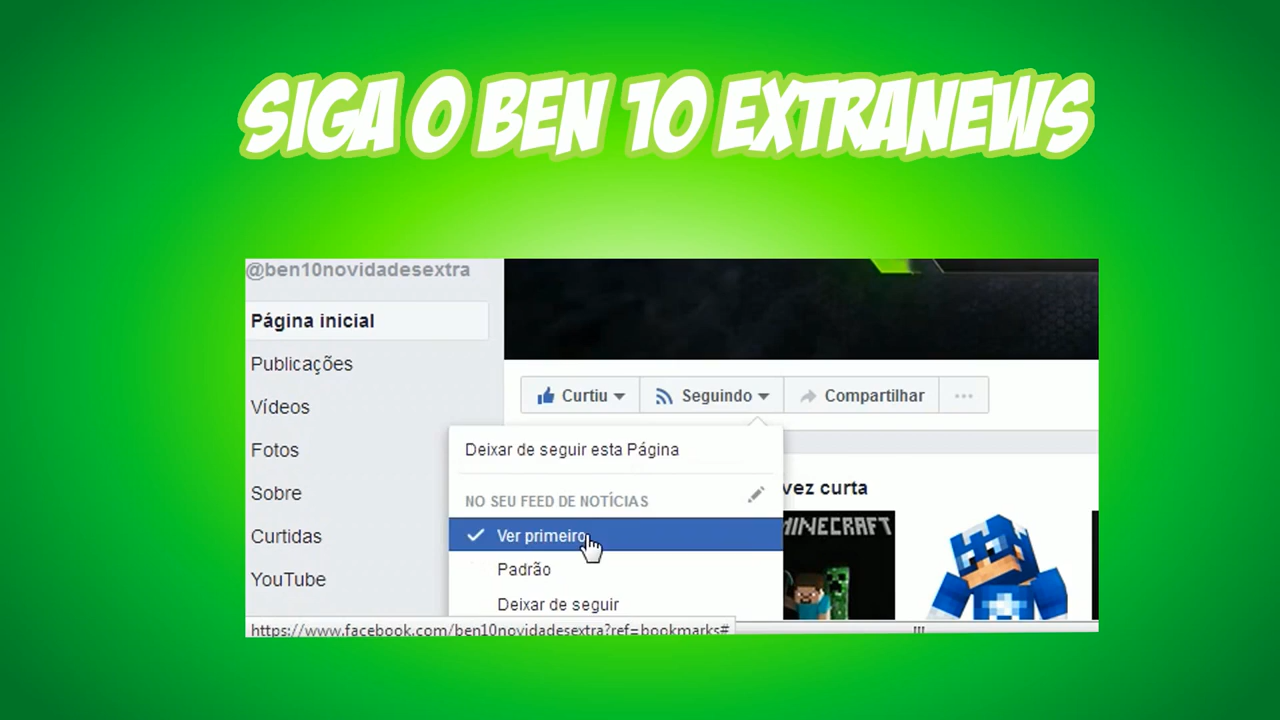 SIGA O BEN 10 EXTRANEWS
@ben10novidadesextra
Página inicial
Publicações
Vídeos
Fotos
Sobre
Curtidas
YouTube
Curtiu
Seguindo
Compartilhar
Deixar de seguir esta Página
NO SEU FEED DE NOTÍCIAS
Ver primeiro
Padrão
Deixar de seguir
vez curta
MINECRAFT
https://www.facebook.com/ben10novidadesextra?ref=bookmarks#